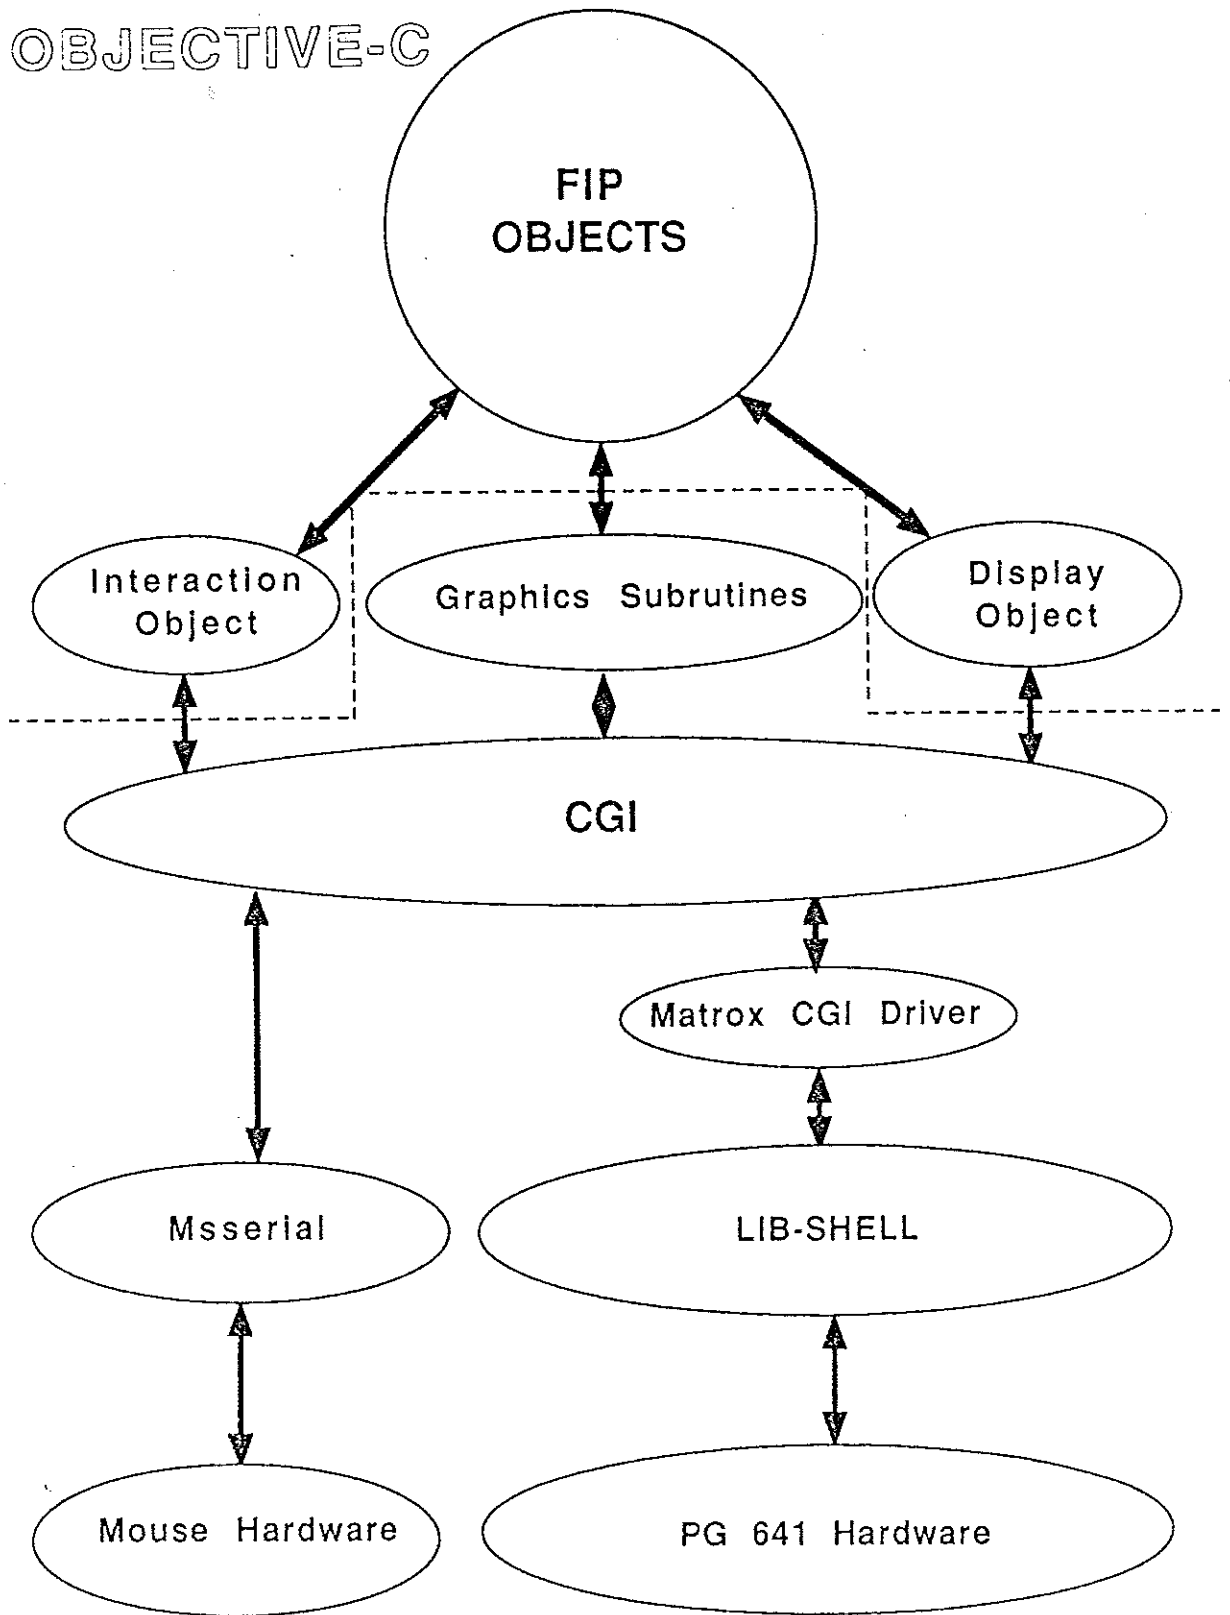 OBJECTIVE-C
FIP
OBJECTS
Interaction
Object
Graphics Subrutines
Display
Object
CGI
Matrox CGI Driver
Msserial
LIB-SHELL
Mouse Hardware
PG 641 Hardware